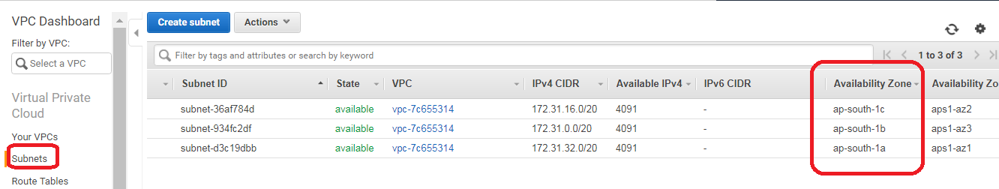 VPC Dashboard
Filter by VPC:
Select a VPC
Virtual Private
Cloud
Your VPCs
Subnets
Route Tables
Create subnet Actions
Filter by tags and attributes or search by keyword 1 to 3 of 3
Subnet ID State VPC IPv4 CIDR Available IPv4 IPv6 CIDR Availability Zone Availability Zo
subnet-36af784d available vpc-7c655314 172.31.16.0/20 4091 - ap-south-1c aps1-az2
subnet-934fc2df available vpc-7c655314 172.31.0.0/20 4091 - ap-south-1b aps1-az3
subnet-d3c19dbb available vpc-7c655314 172.31.32.0/20 4091 - ap-south-1a aps1-az1